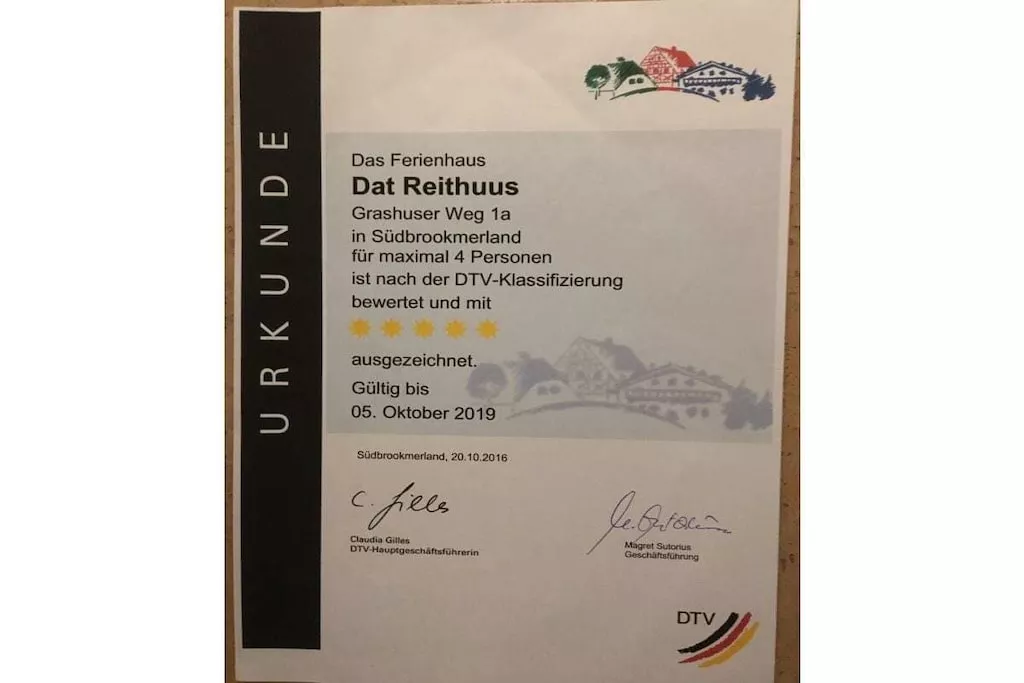 URKUNDE
Das Ferienhaus
Dat Reithuus
Grashuser Weg 1a
in Südbrookmerland
für maximal 4 Personen
ist nach der DTV-Klassifizierung
bewertet und mit
ausgezeichnet.
Gültig bis
05. Oktober 2019
Südbrookmerland, 20.10.2016
C. Gilles
M. Sutorius
Claudia Gilles
DTV-Hauptgeschäftsführerin
Magret Sutorius
Geschäftsführung
DTV